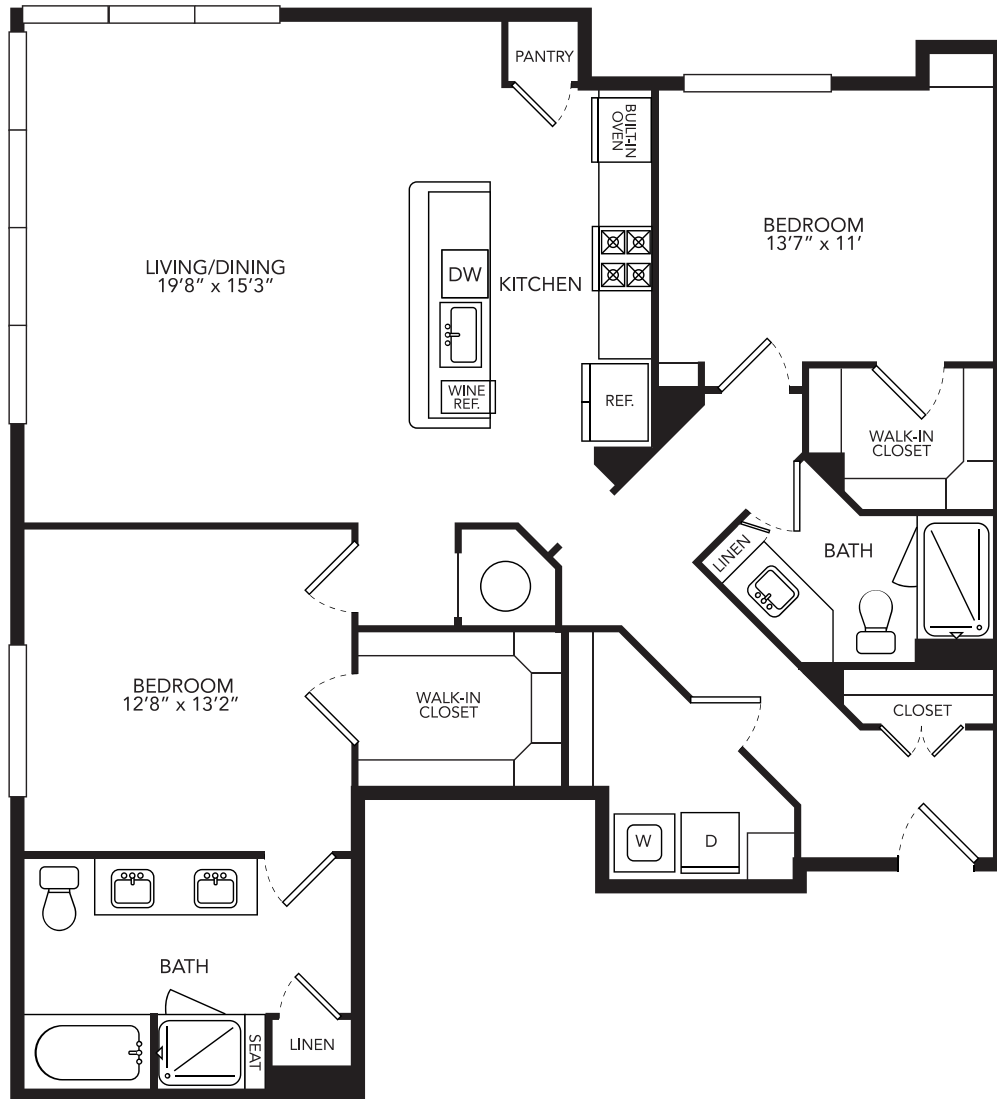 PANTRY
BUILT-IN
OVEN
BEDROOM
13'7" x 11'
LIVING/DINING
19'8" x 15'3"
DW
KITCHEN
WINE
REF.
REF.
WALK-IN
CLOSET
LINEN
BATH
BEDROOM
12'8" x 13'2"
WALK-IN
CLOSET
CLOSET
W
D
BATH
SEAT
LINEN